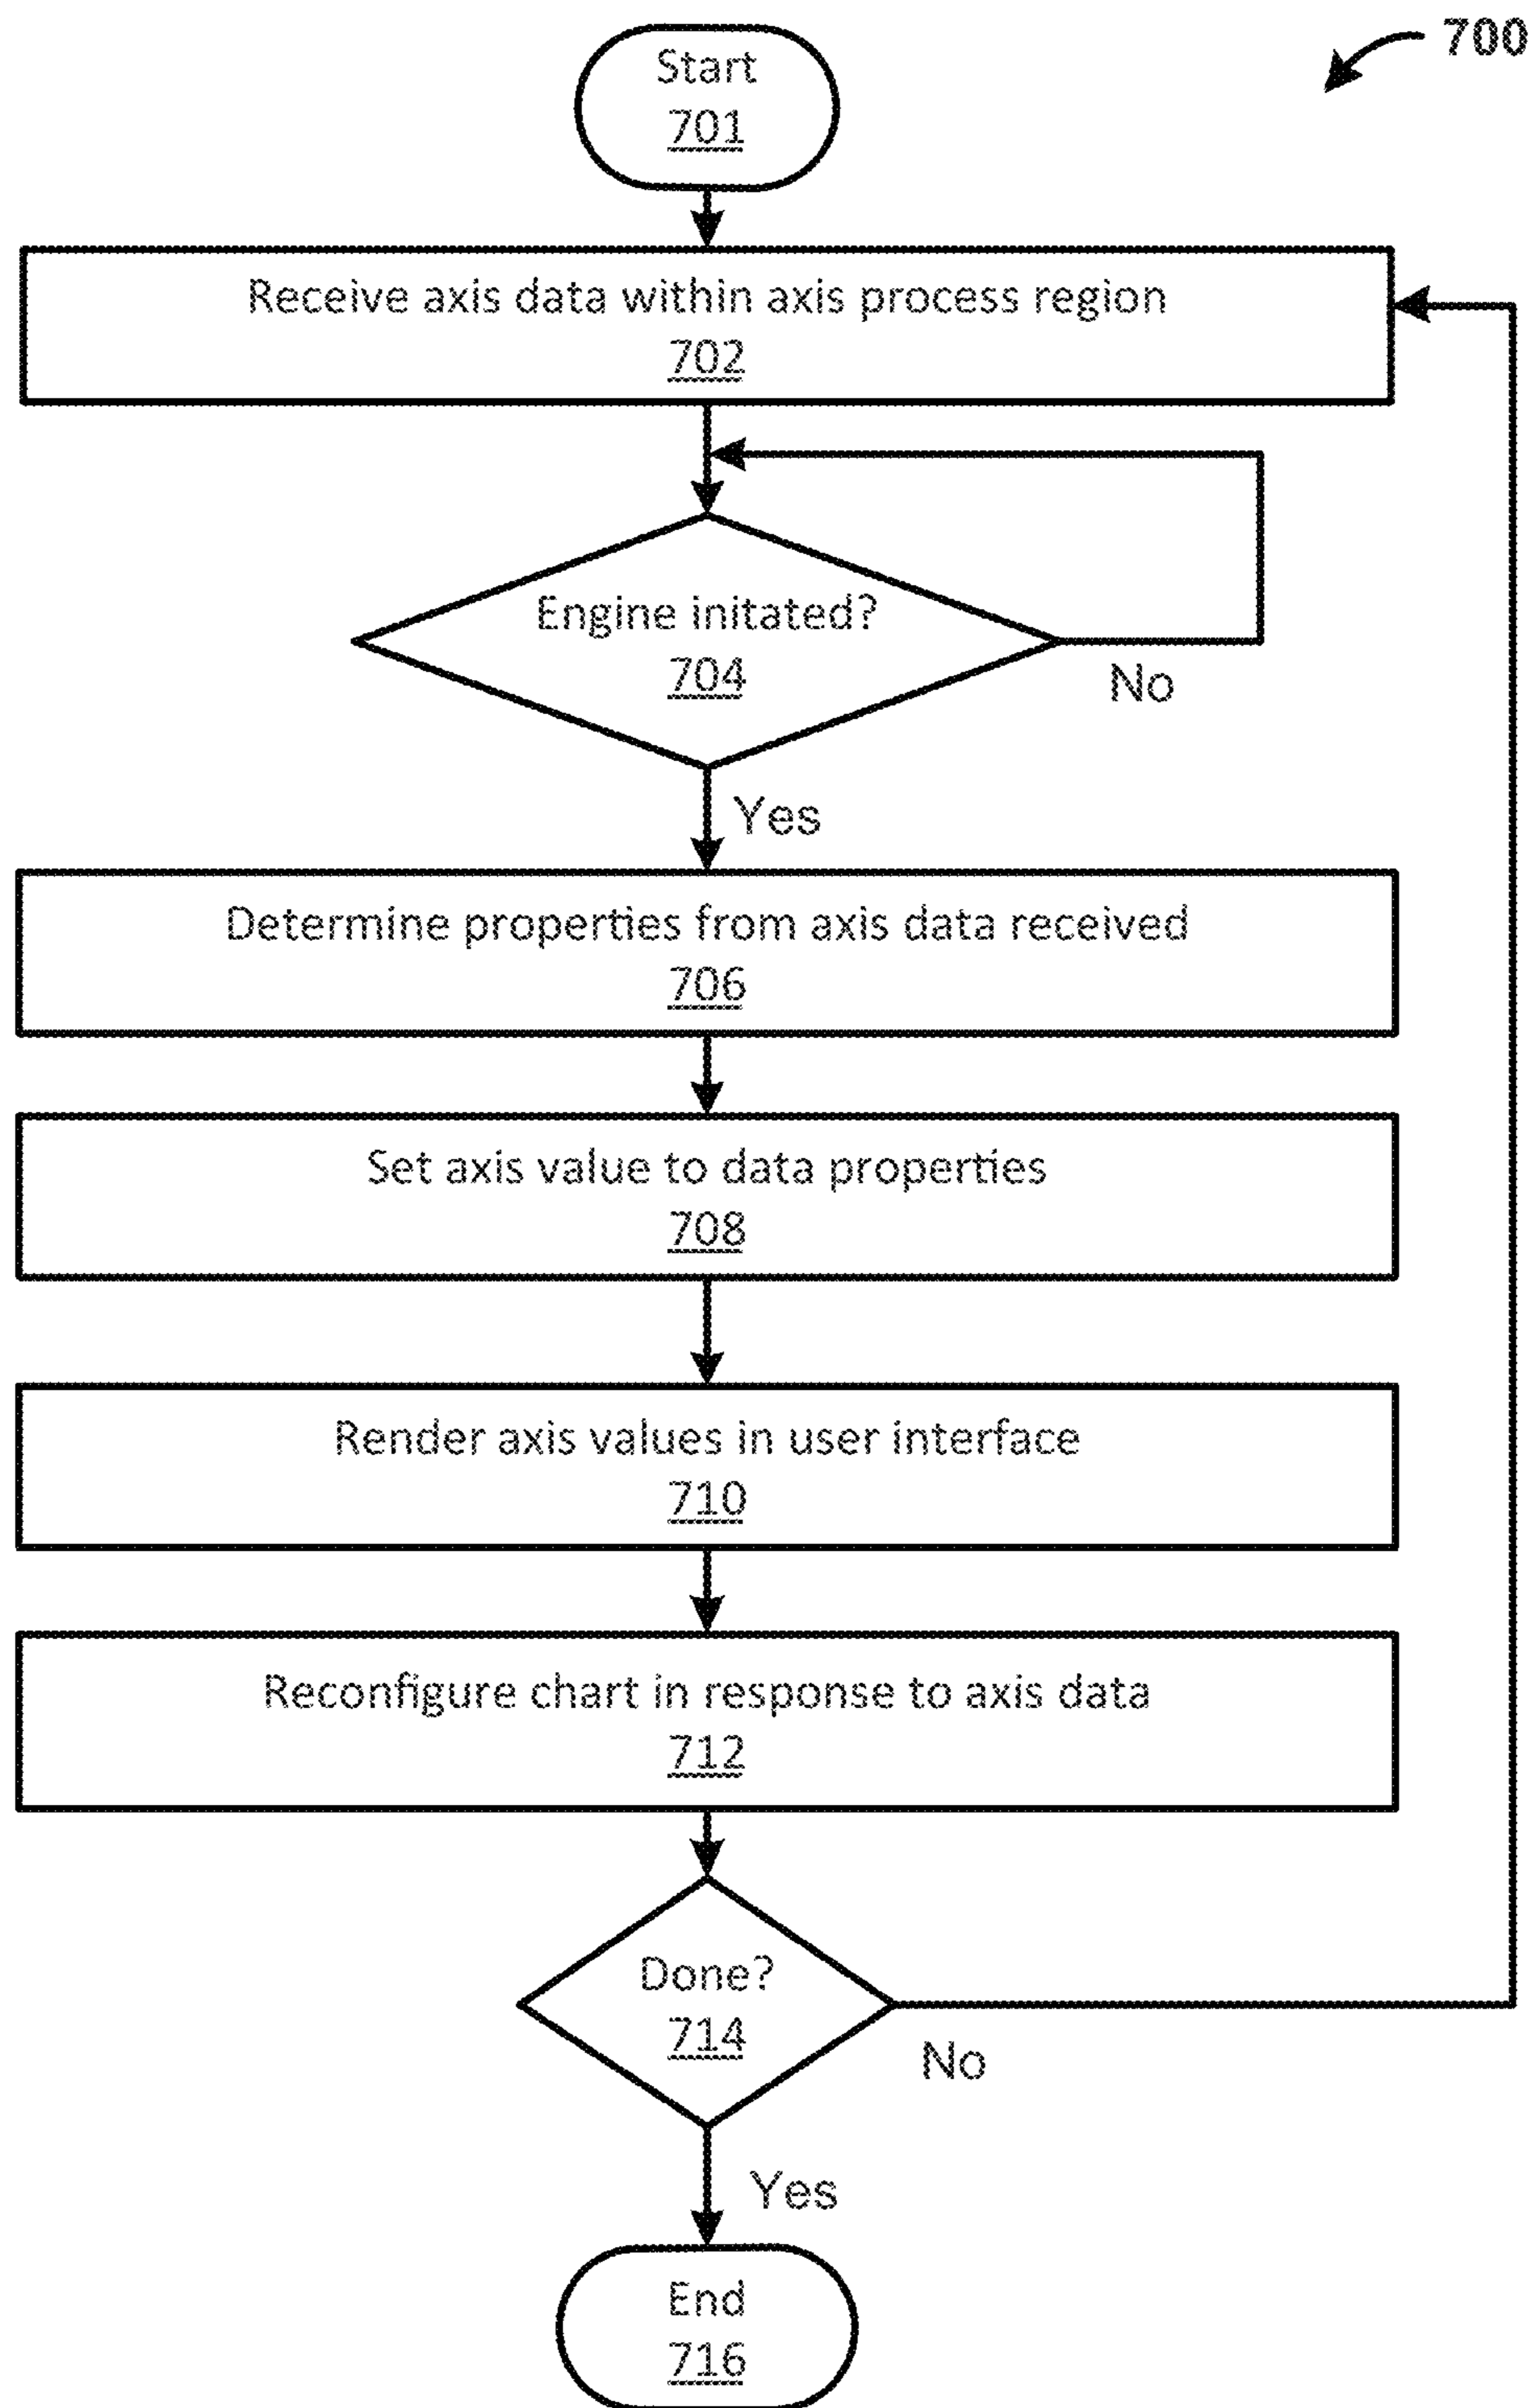 700
Start
701
Receive axis data within axis process region
702
Engine initated?
704
No
Yes
Determine properties from axis data received
706
Set axis value to data properties
708
Render axis values in user interface
710
Reconfigure chart in response to axis data
712
Done?
714
No
Yes
End
716